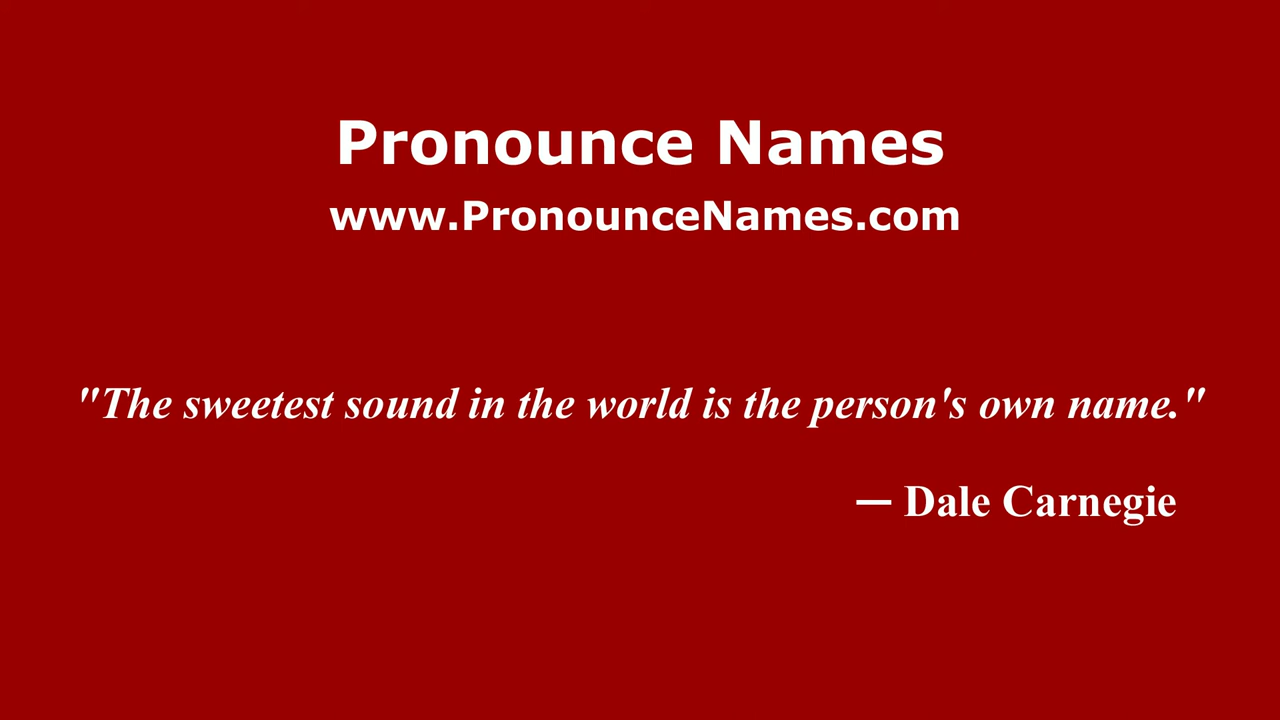 Pronounce Names
www.PronounceNames.com
"The sweetest sound in the world is the person's own name."
— Dale Carnegie